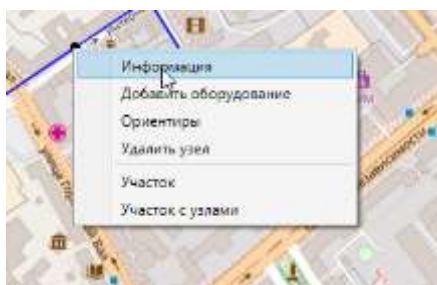 Информация
Добавить оборудование
Ориентиры
Удалить узел
Участок
Участок с узлами